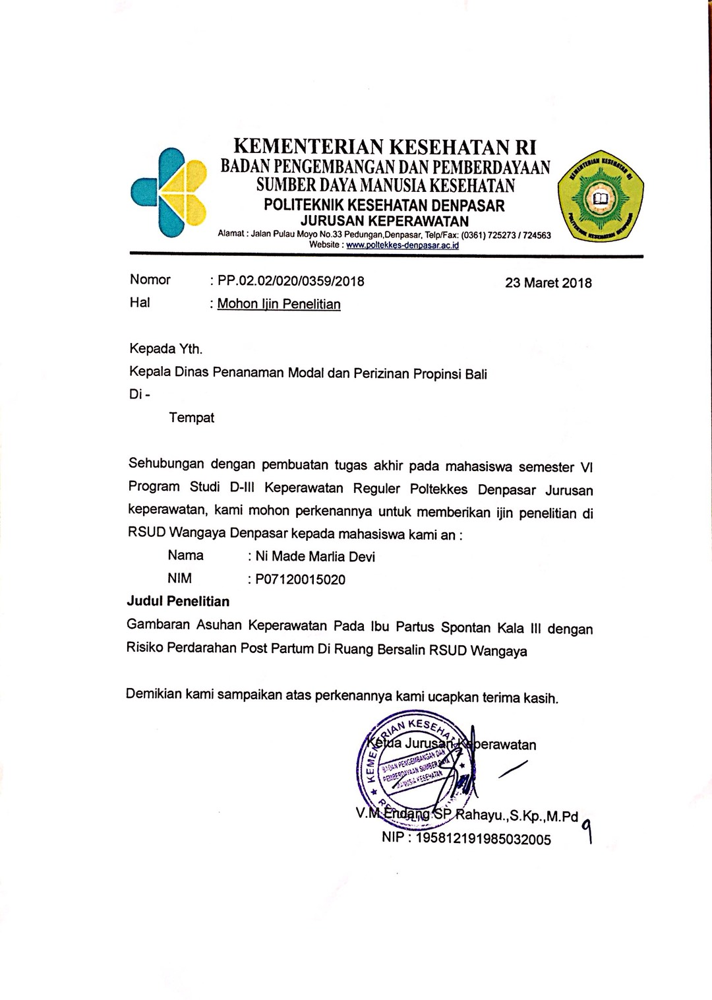 KEMENTERIAN KESEHATAN RI
BADAN PENGEMBANGAN DAN PEMBERDAYAAN
SUMBER DAYA MANUSIA KESEHATAN
POLITEKNIK KESEHATAN DENPASAR
JURUSAN KEPERAWATAN
Alamat : Jalan Pulau Moyo No.33 Pedungan,Denpasar, Telp/Fax: (0361) 725273 / 724563
Website : www.poltekkes-denpasar.ac.id
KEMENTERIAN KESEHATAN RI
POLITEKNIK KESEHATAN DENPASAR
Nomor : PP.02.02/020/0359/2018 23 Maret 2018
Hal : Mohon Ijin Penelitian
Kepada Yth.
Kepala Dinas Penanaman Modal dan Perizinan Propinsi Bali
Di -
Tempat
Sehubungan dengan pembuatan tugas akhir pada mahasiswa semester VI
Program Studi D-III Keperawatan Reguler Poltekkes Denpasar Jurusan
keperawatan, kami mohon perkenannya untuk memberikan ijin penelitian di
RSUD Wangaya Denpasar kepada mahasiswa kami an :
Nama : Ni Made Marlia Devi
NIM : P07120015020
Judul Penelitian
Gambaran Asuhan Keperawatan Pada Ibu Partus Spontan Kala III dengan
Risiko Perdarahan Post Partum Di Ruang Bersalin RSUD Wangaya
Demikian kami sampaikan atas perkenannya kami ucapkan terima kasih.
Ketua Jurusan Keperawatan
KEMENTERIAN KESEHATAN
BADAN PENGEMBANGAN DAN
PEMBERDAYAAN SUMBER DAYA
MANUSIA KESEHATAN
V.M.Endang SP Rahayu.,S.Kp.,M.Pd
NIP : 195812191985032005